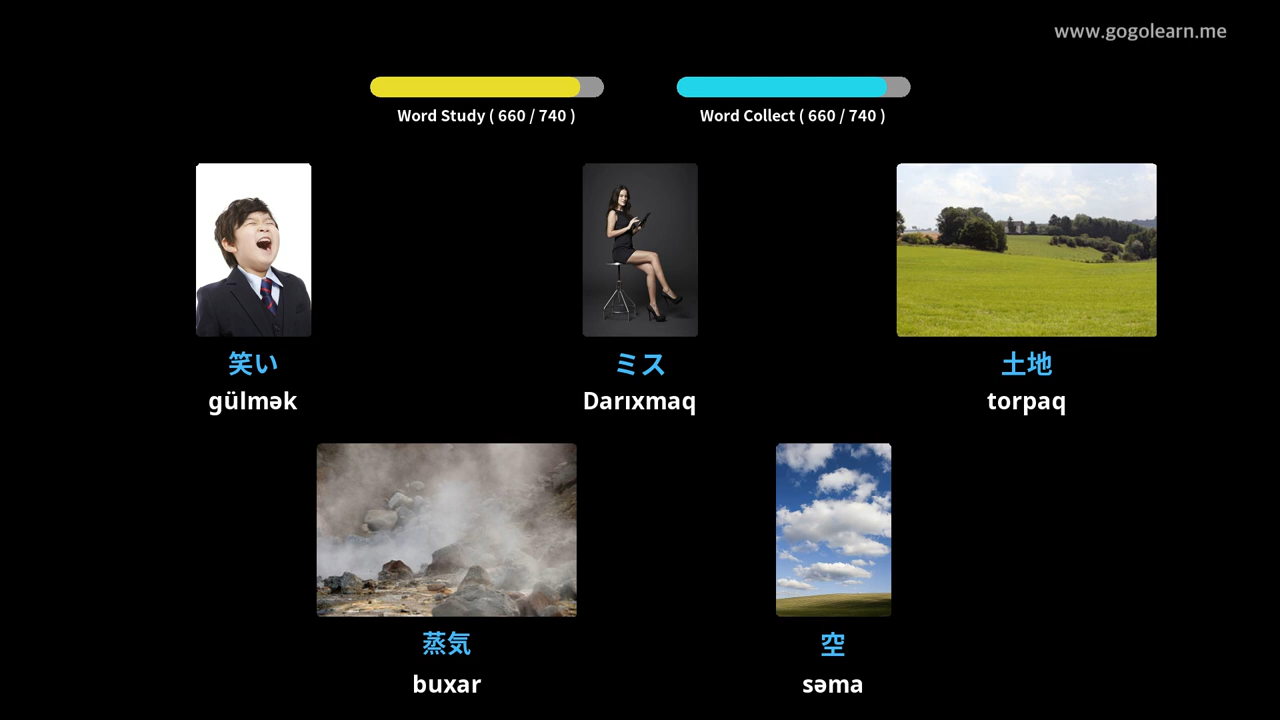 www.gogolearn.me
Word Study ( 660 / 740 )
Word Collect ( 660 / 740 )
笑い
gülmək
ミス
Darıxmaq
土地
torpaq
蒸気
buxar
空
səma